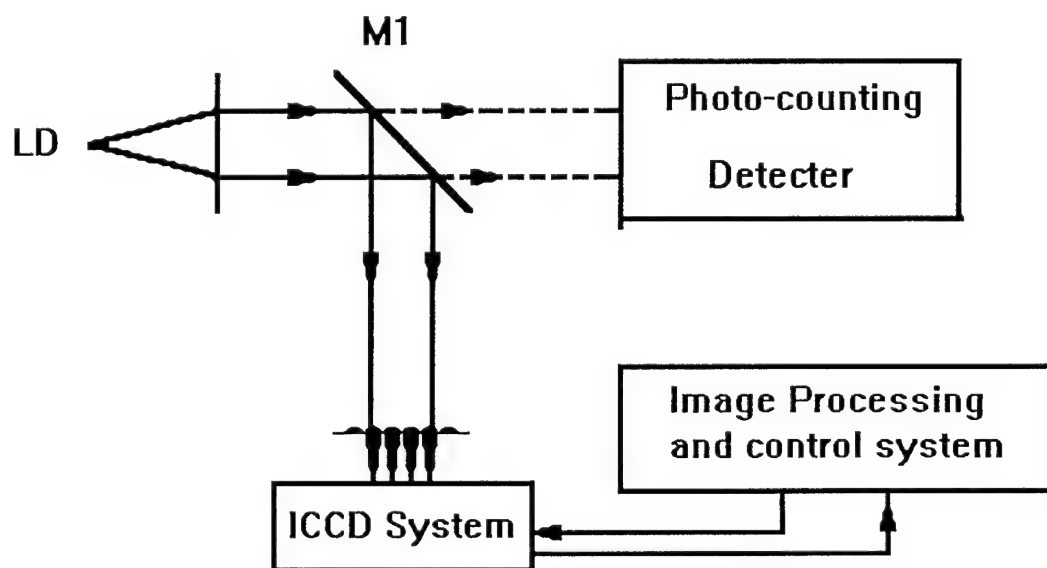 M1
LD
Photo-counting
Detecter
Image Processing
and control system
ICCD System